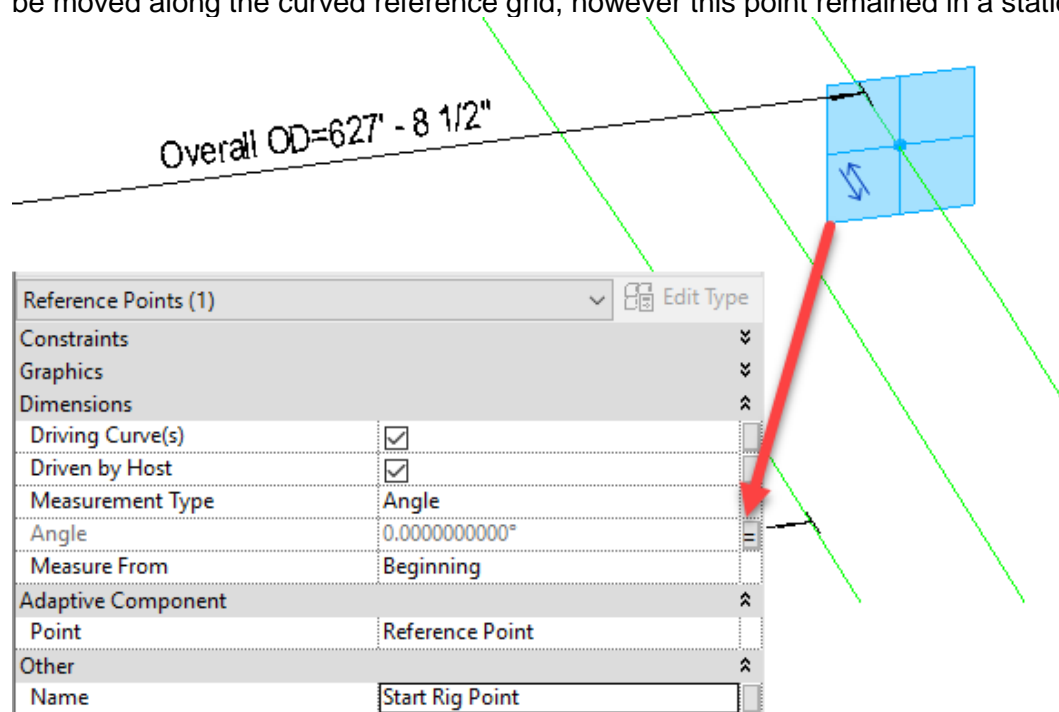 be moved along the curved reference grid, however this point remained in a static
Overall OD=627' - 8 1/2"
Reference Points (1) Edit Type
Constraints
Graphics
Dimensions
Driving Curve(s)
Driven by Host
Measurement Type Angle
Angle 0.0000000000° =
Measure From Beginning
Adaptive Component
Point Reference Point
Other
Name Start Rig Point